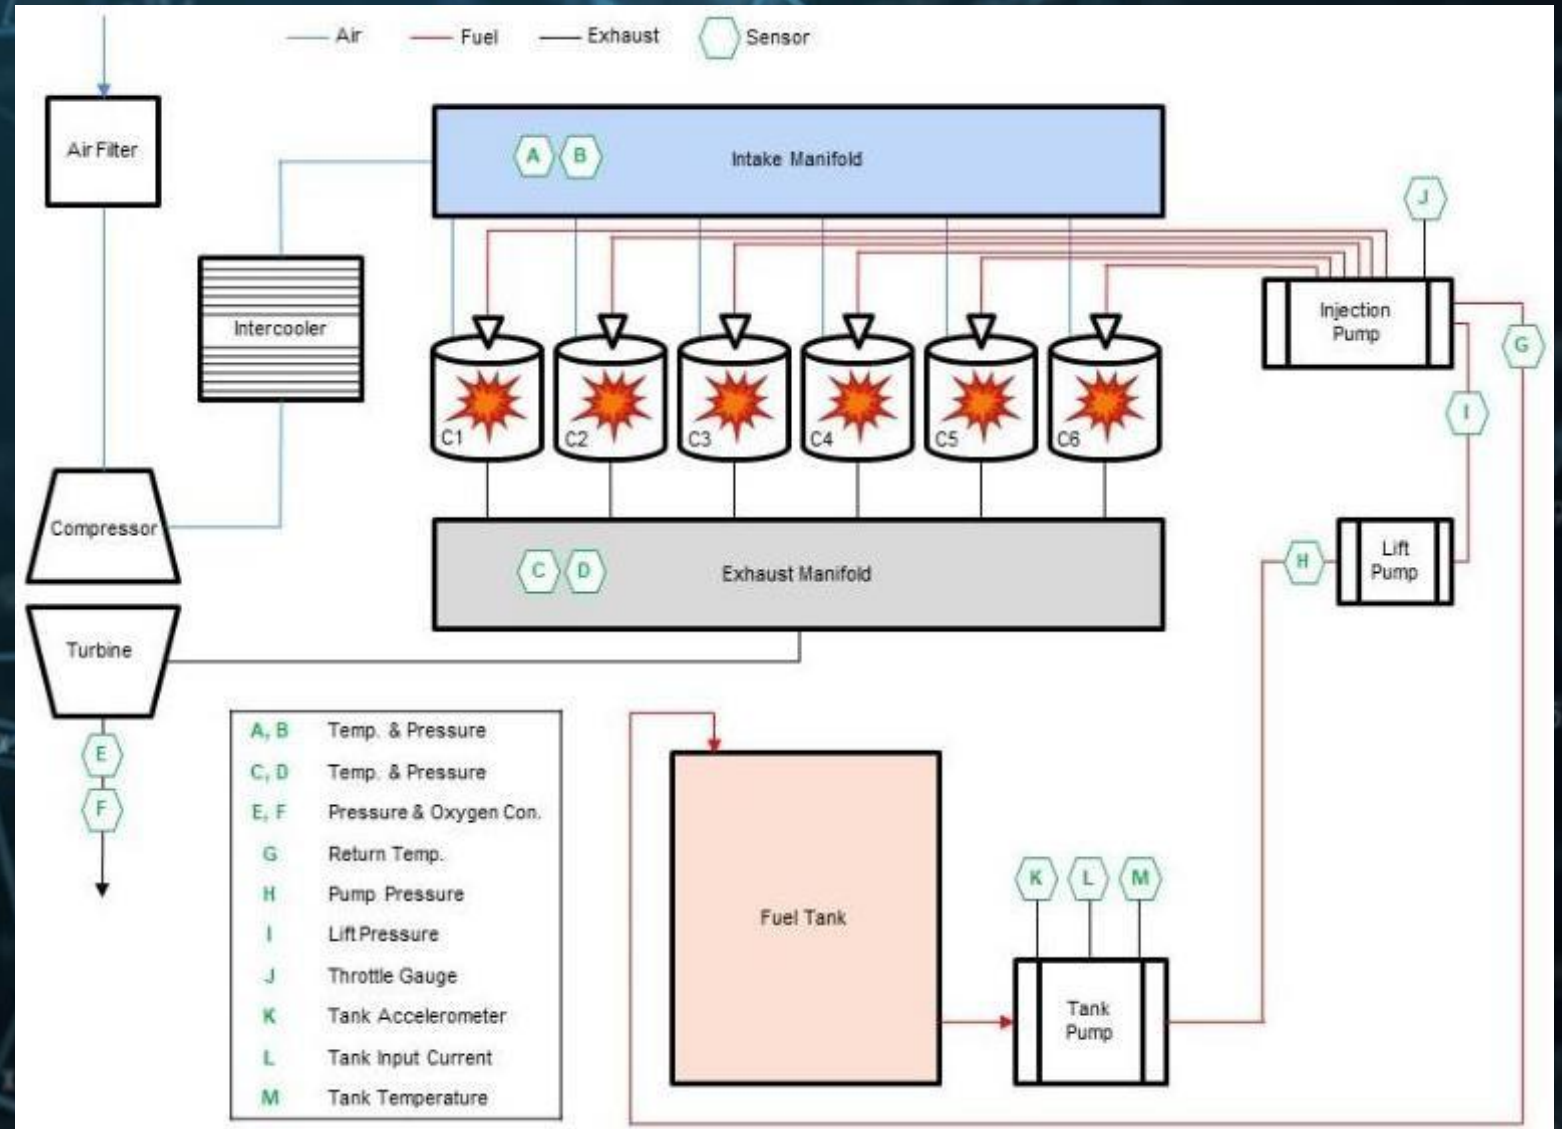 Air
Fuel
Exhaust
Sensor
Air Filter
A
B
Intake Manifold
J
Intercooler
Injection
Pump
G
I
C1
C2
C3
C4
C5
C6
Compressor
C
D
Exhaust Manifold
H
Lift
Pump
Turbine
E
F
A, B Temp. & Pressure
C, D Temp. & Pressure
E, F Pressure & Oxygen Con.
G Return Temp.
H Pump Pressure
I Lift Pressure
J Throttle Gauge
K Tank Accelerometer
L Tank Input Current
M Tank Temperature
Fuel Tank
K
L
M
Tank
Pump